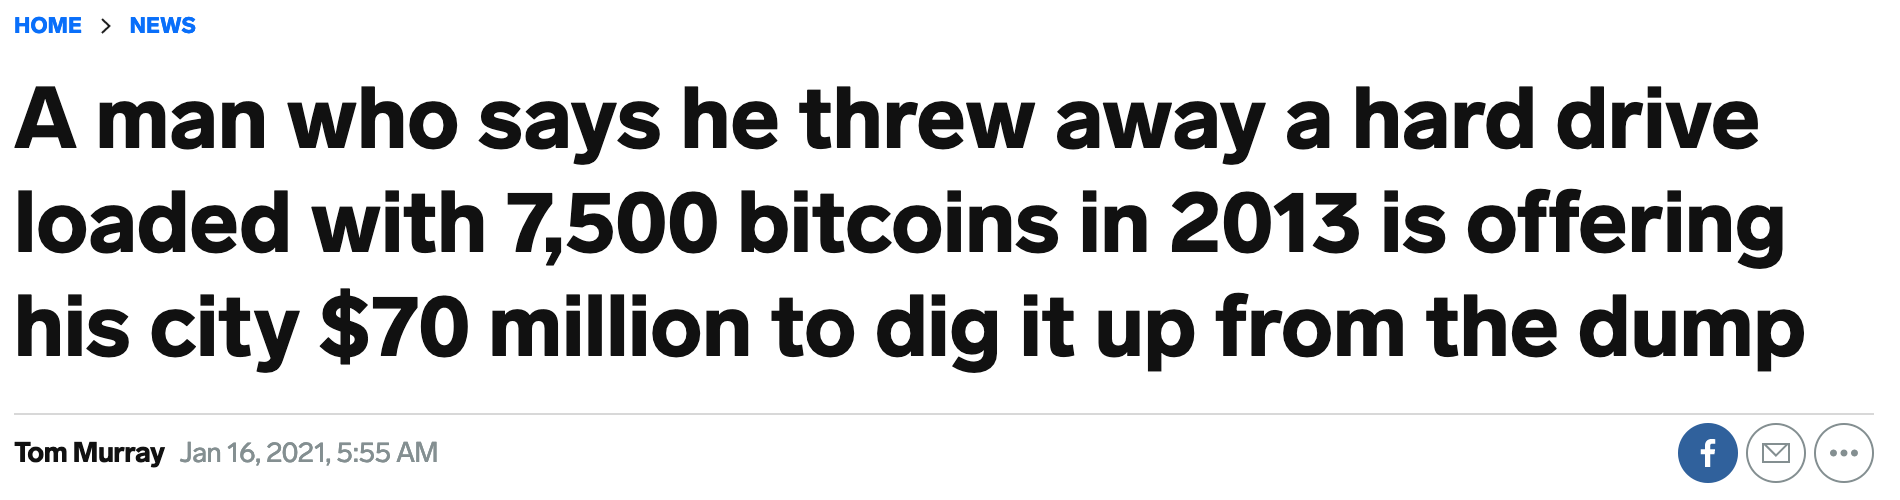 HOME > NEWS
A man who says he threw away a hard drive
loaded with 7,500 bitcoins in 2013 is offering
his city $70 million to dig it up from the dump
Tom Murray Jan 16, 2021, 5:55 AM